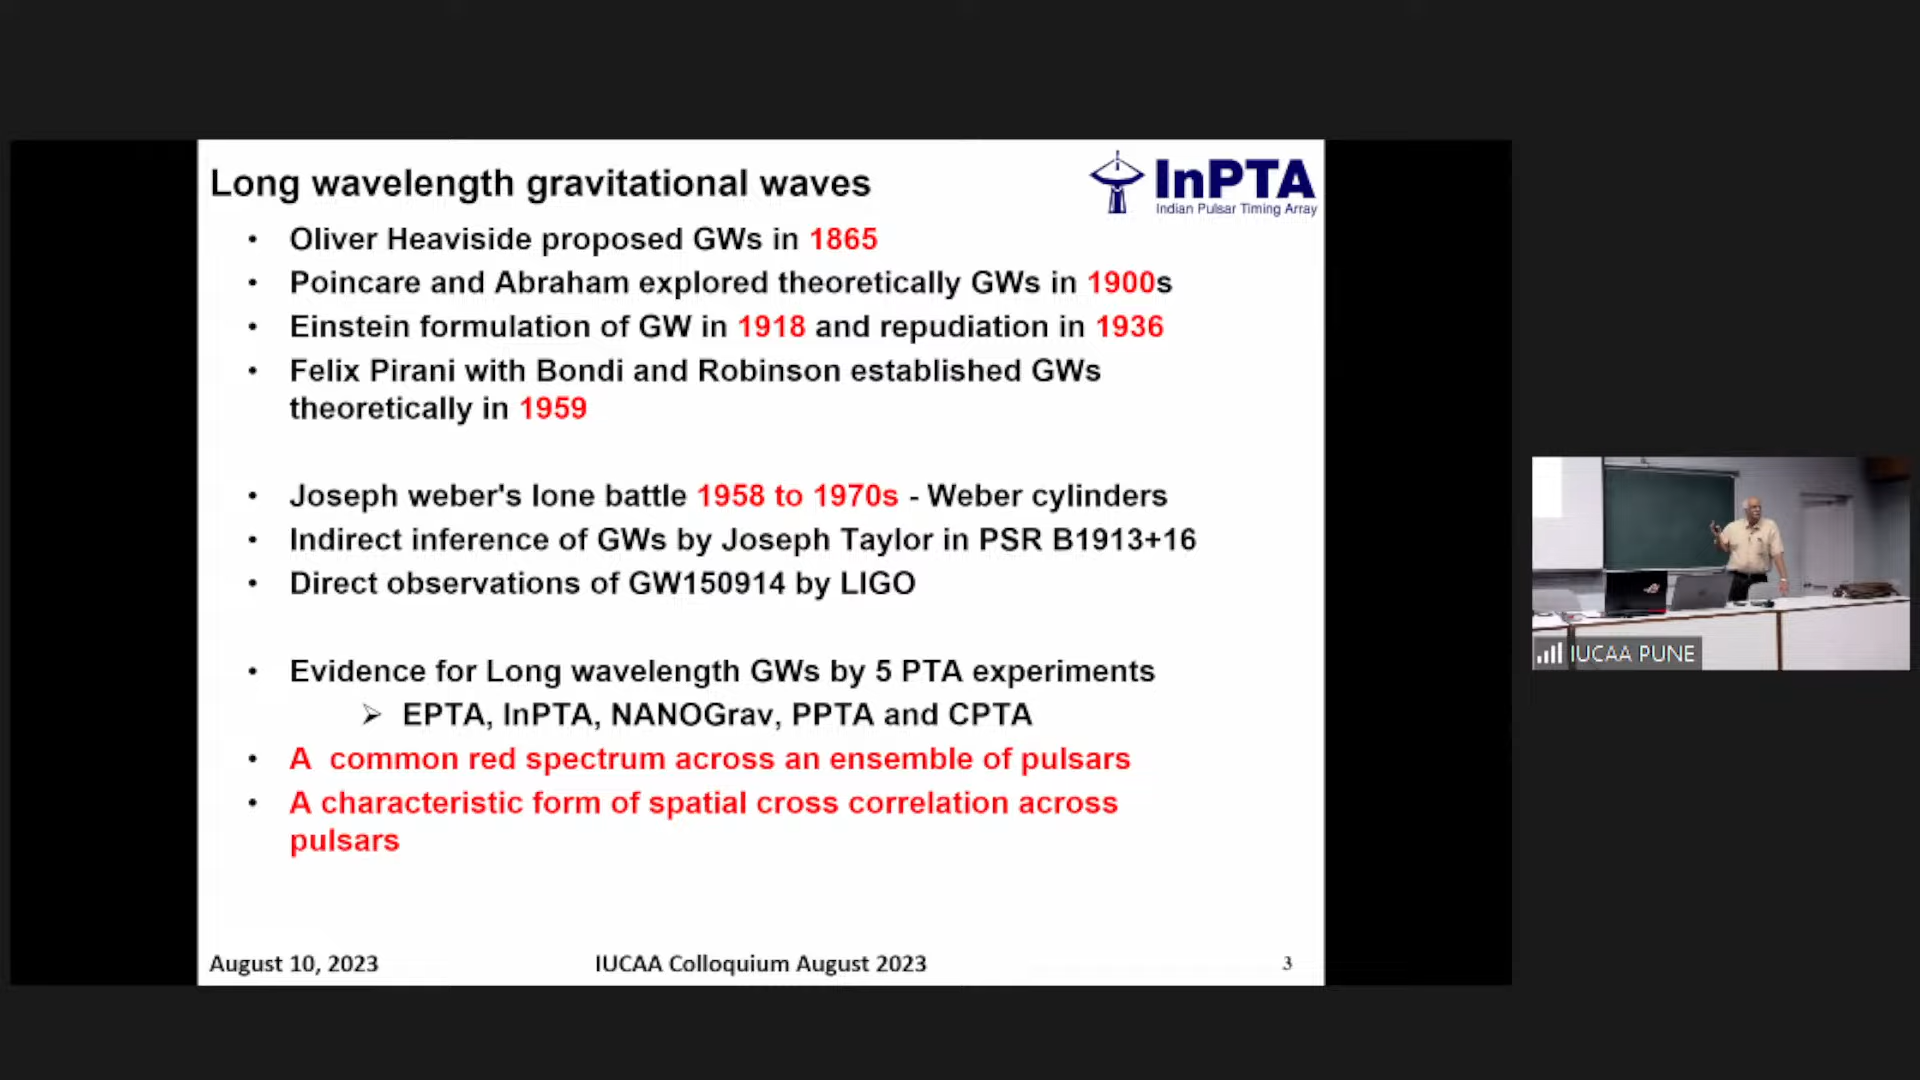 Long wavelength gravitational waves
InPTA
Indian Pulsar Timing Array
• Oliver Heaviside proposed GWs in 1865
• Poincare and Abraham explored theoretically GWs in 1900s
• Einstein formulation of GW in 1918 and repudiation in 1936
• Felix Pirani with Bondi and Robinson established GWs
theoretically in 1959
• Joseph weber's lone battle 1958 to 1970s - Weber cylinders
• Indirect inference of GWs by Joseph Taylor in PSR B1913+16
• Direct observations of GW150914 by LIGO
• Evidence for Long wavelength GWs by 5 PTA experiments
➢ EPTA, InPTA, NANOGrav, PPTA and CPTA
• A common red spectrum across an ensemble of pulsars
• A characteristic form of spatial cross correlation across
pulsars
August 10, 2023
IUCAA Colloquium August 2023
3
IUCAA PUNE